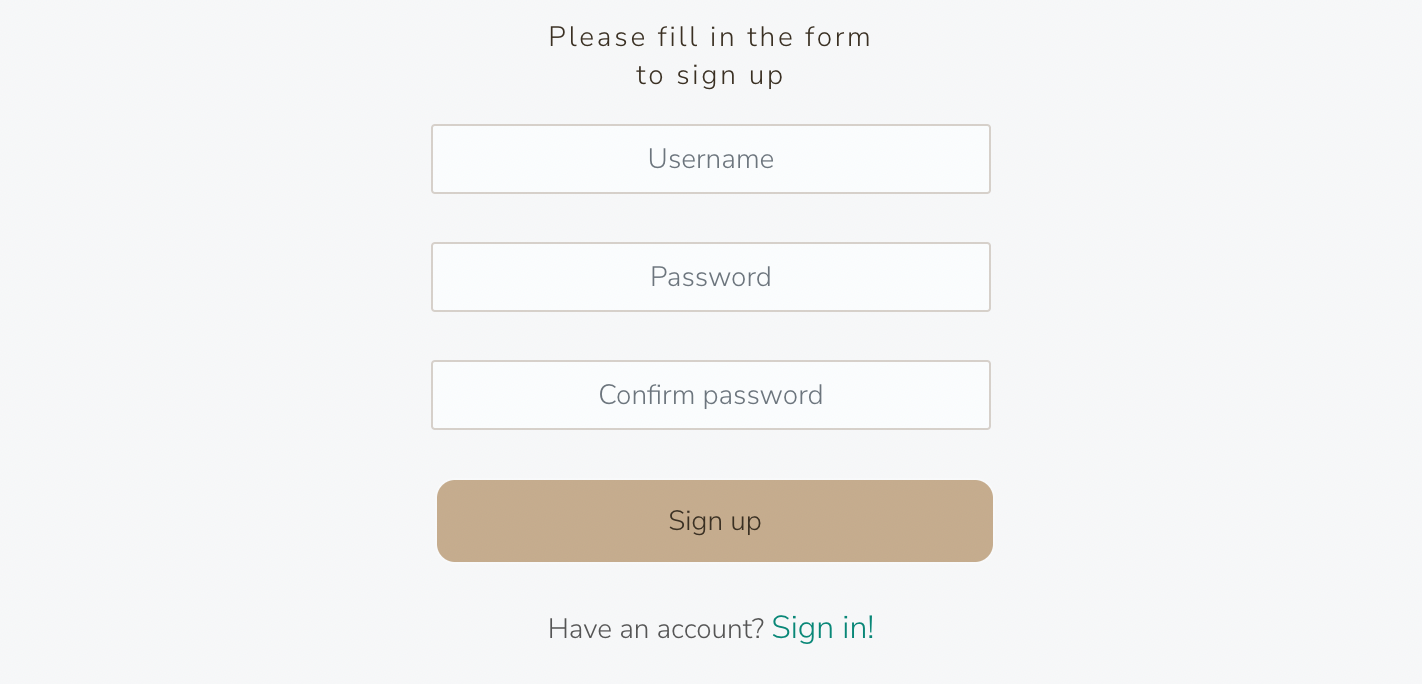 Please fill in the form
to sign up
Username
Password
Confirm password
Sign up
Have an account? Sign in!